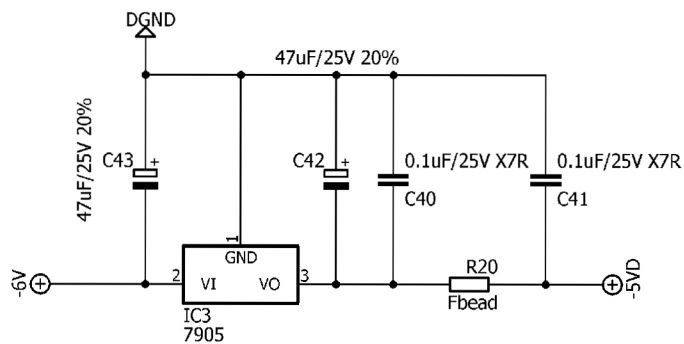 DGND
47uF/25V 20%
47uF/25V 20%
C43
+
C42
+
0.1uF/25V X7R
C40
0.1uF/25V X7R
C41
1
GND
2
VI
VO
3
-6V
IC3
7905
R20
Fbead
-5VD